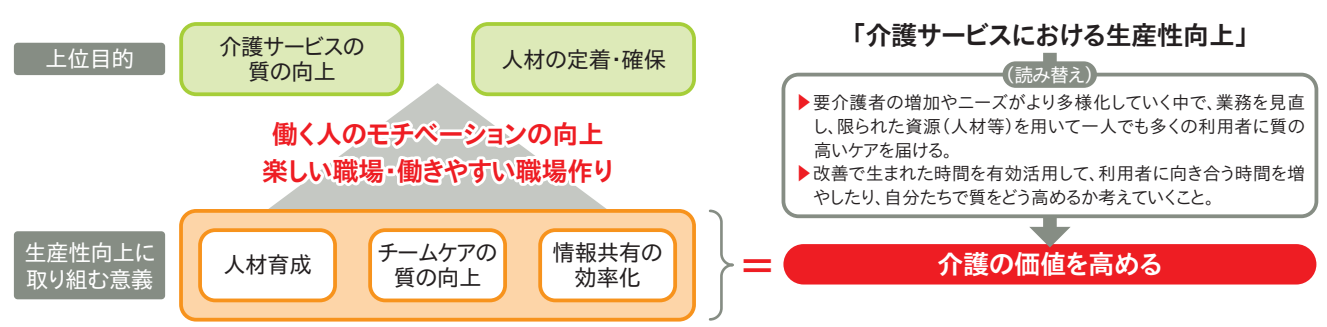 上位目的
介護サービスの
質の向上
人材の定着・確保
働く人のモチベーションの向上
楽しい職場・働きやすい職場作り
生産性向上に
取り組む意義
人材育成
チームケアの
質の向上
情報共有の
効率化
=
「介護サービスにおける生産性向上」
(読み替え)
▶要介護者の増加やニーズがより多様化していく中で、業務を見直
し、限られた資源(人材等)を用いて一人でも多くの利用者に質の
高いケアを届ける。
▶改善で生まれた時間を有効活用して、利用者に向き合う時間を増
やしたり、自分たちで質をどう高めるか考えていくこと。
介護の価値を高める